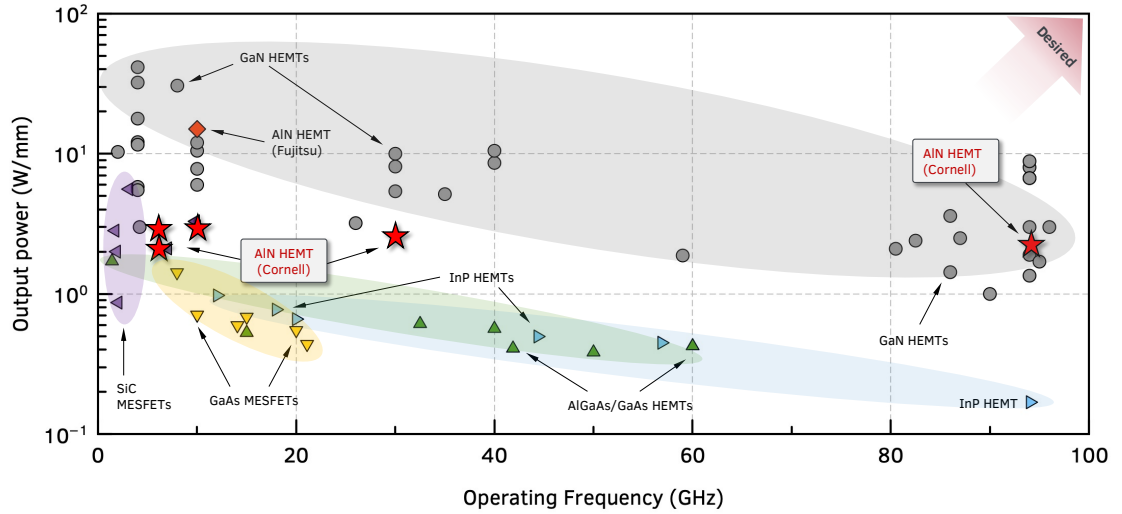 10²
Desired
GaN HEMTs
AlN HEMT
(Fujitsu)
AlN HEMT
(Cornell)
10¹
AlN HEMT
(Cornell)
InP HEMTs
10⁰
GaN HEMTs
SiC
MESFETs
GaAs MESFETs
AlGaAs/GaAs HEMTs
InP HEMT
10⁻¹
0 20 40 60 80 100
Output power (W/mm)
Operating Frequency (GHz)